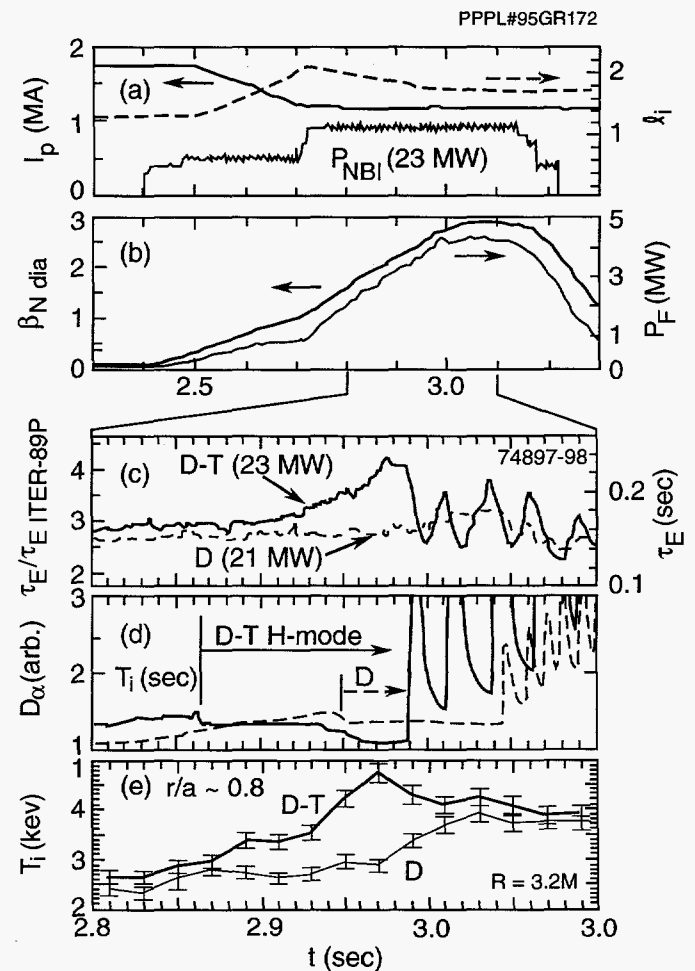 PPPL#95GR172
2
(a)
2
I_p (MA)
1
1
ℓ_i
P_NBI (23 MW)
0
0
3
(b)
5
4
2
β_N dia
P_F (MW)
2
1
1
0
0
2.5
3.0
4
(c)
74897-98
D-T (23 MW)
0.2
3
τ_E/τ_E ITER-89P
τ_E (sec)
D (21 MW)
2
0.1
3
(d)
D-T H-mode
D_α (arb.)
2
T_i (sec)
D
1
1
(e) r/a ~ 0.8
D-T
4
T_i (kev)
3
D
R = 3.2M
2
2.8
2.9
3.0
3.0
t (sec)